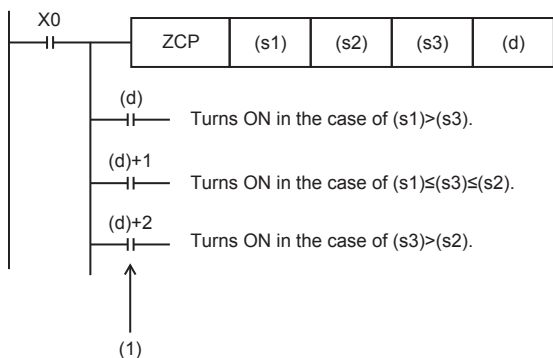 X0
ZCP (s1) (s2) (s3) (d)
(d)
Turns ON in the case of (s1)>(s3).
(d)+1
Turns ON in the case of (s1)≤(s3)≤(s2).
(d)+2
Turns ON in the case of (s3)>(s2).
(1)